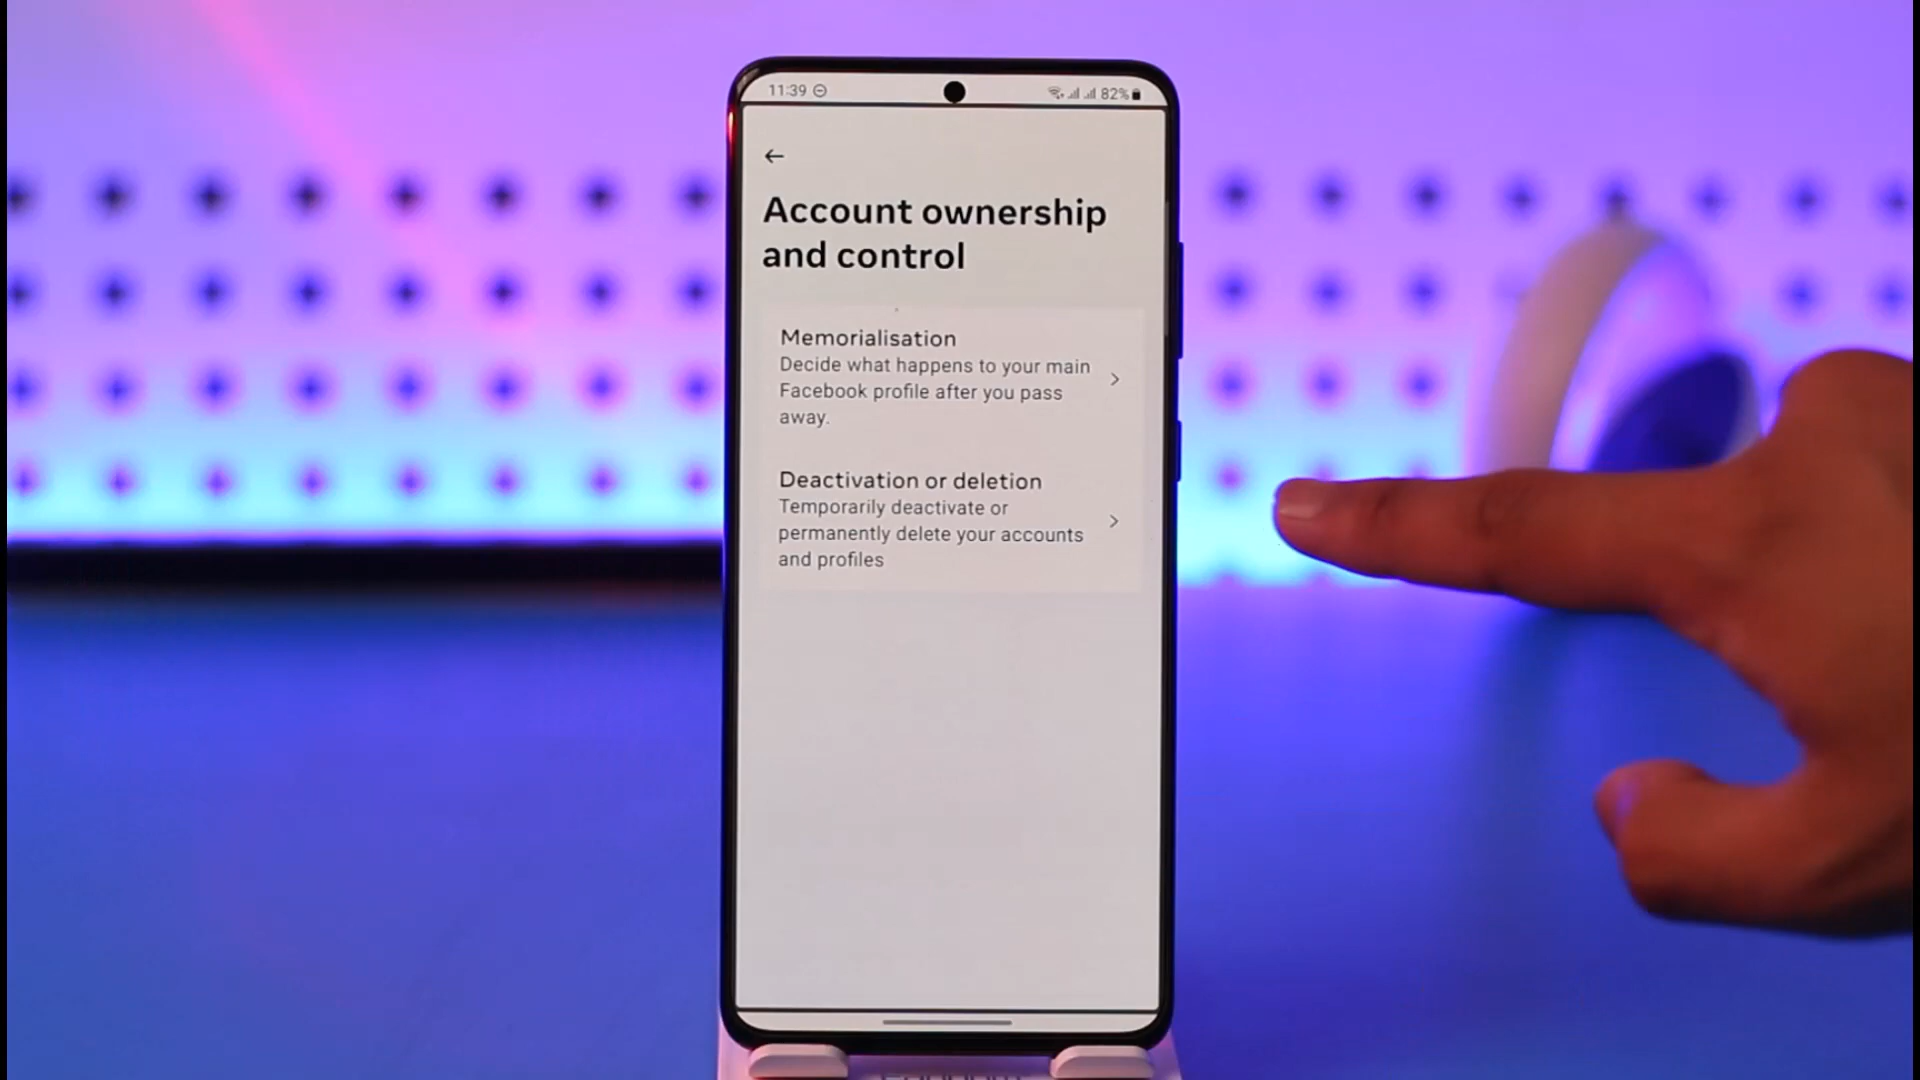 11:39
82%
Account ownership
and control
Memorialisation
Decide what happens to your main
Facebook profile after you pass
away.
Deactivation or deletion
Temporarily deactivate or
permanently delete your accounts
and profiles